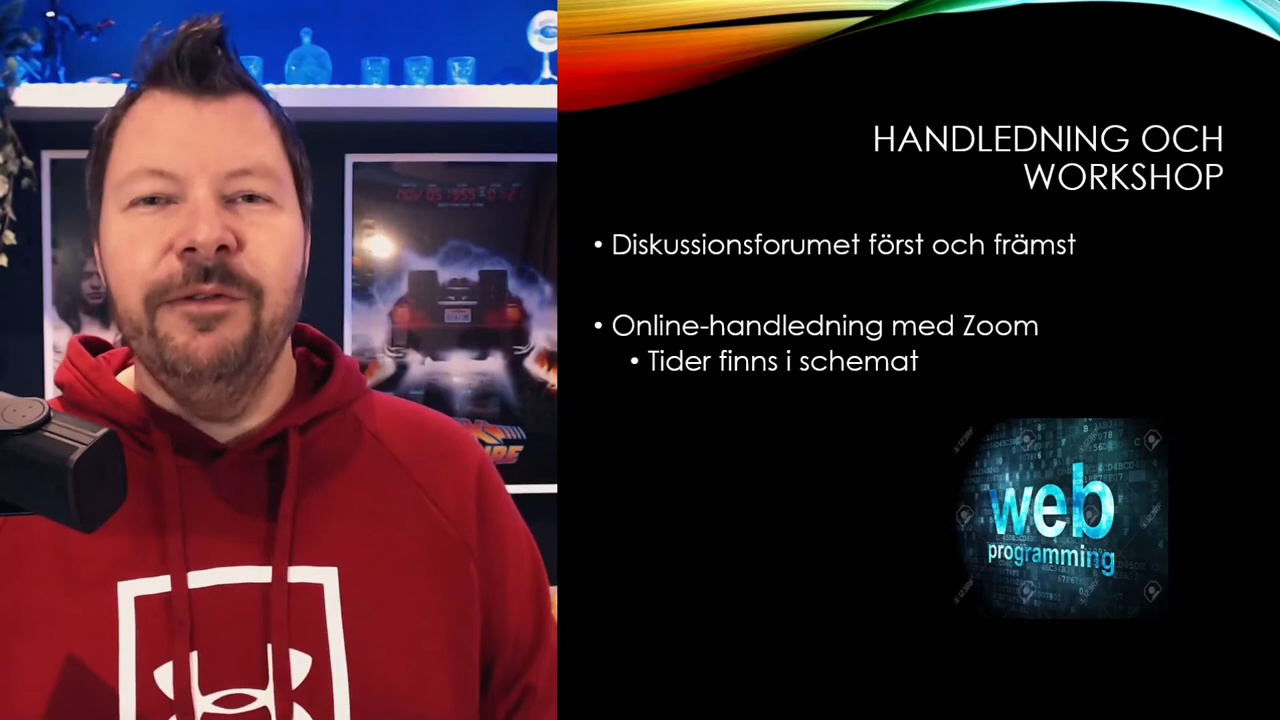 HANDLEDNING OCH
WORKSHOP
• Diskussionsforumet först och främst
• Online-handledning med Zoom
• Tider finns i schemat
web
programming